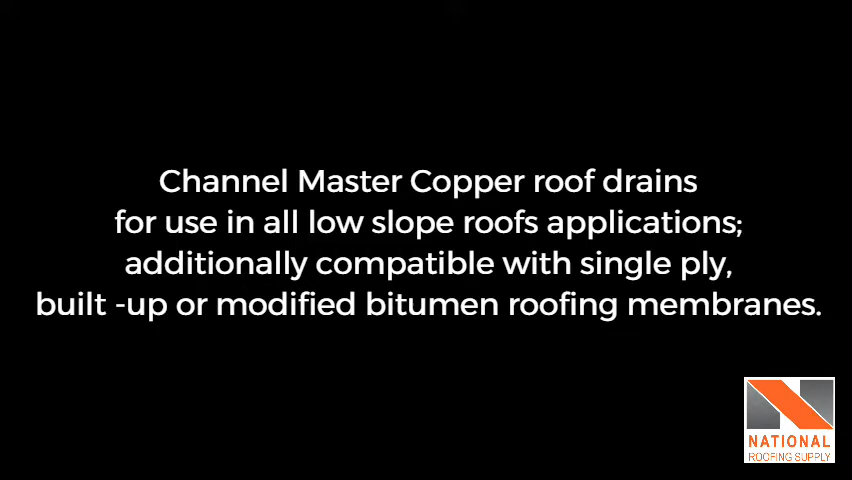 Channel Master Copper roof drains
for use in all low slope roofs applications;
additionally compatible with single ply,
built -up or modified bitumen roofing membranes.
NATIONAL
ROOFING SUPPLY